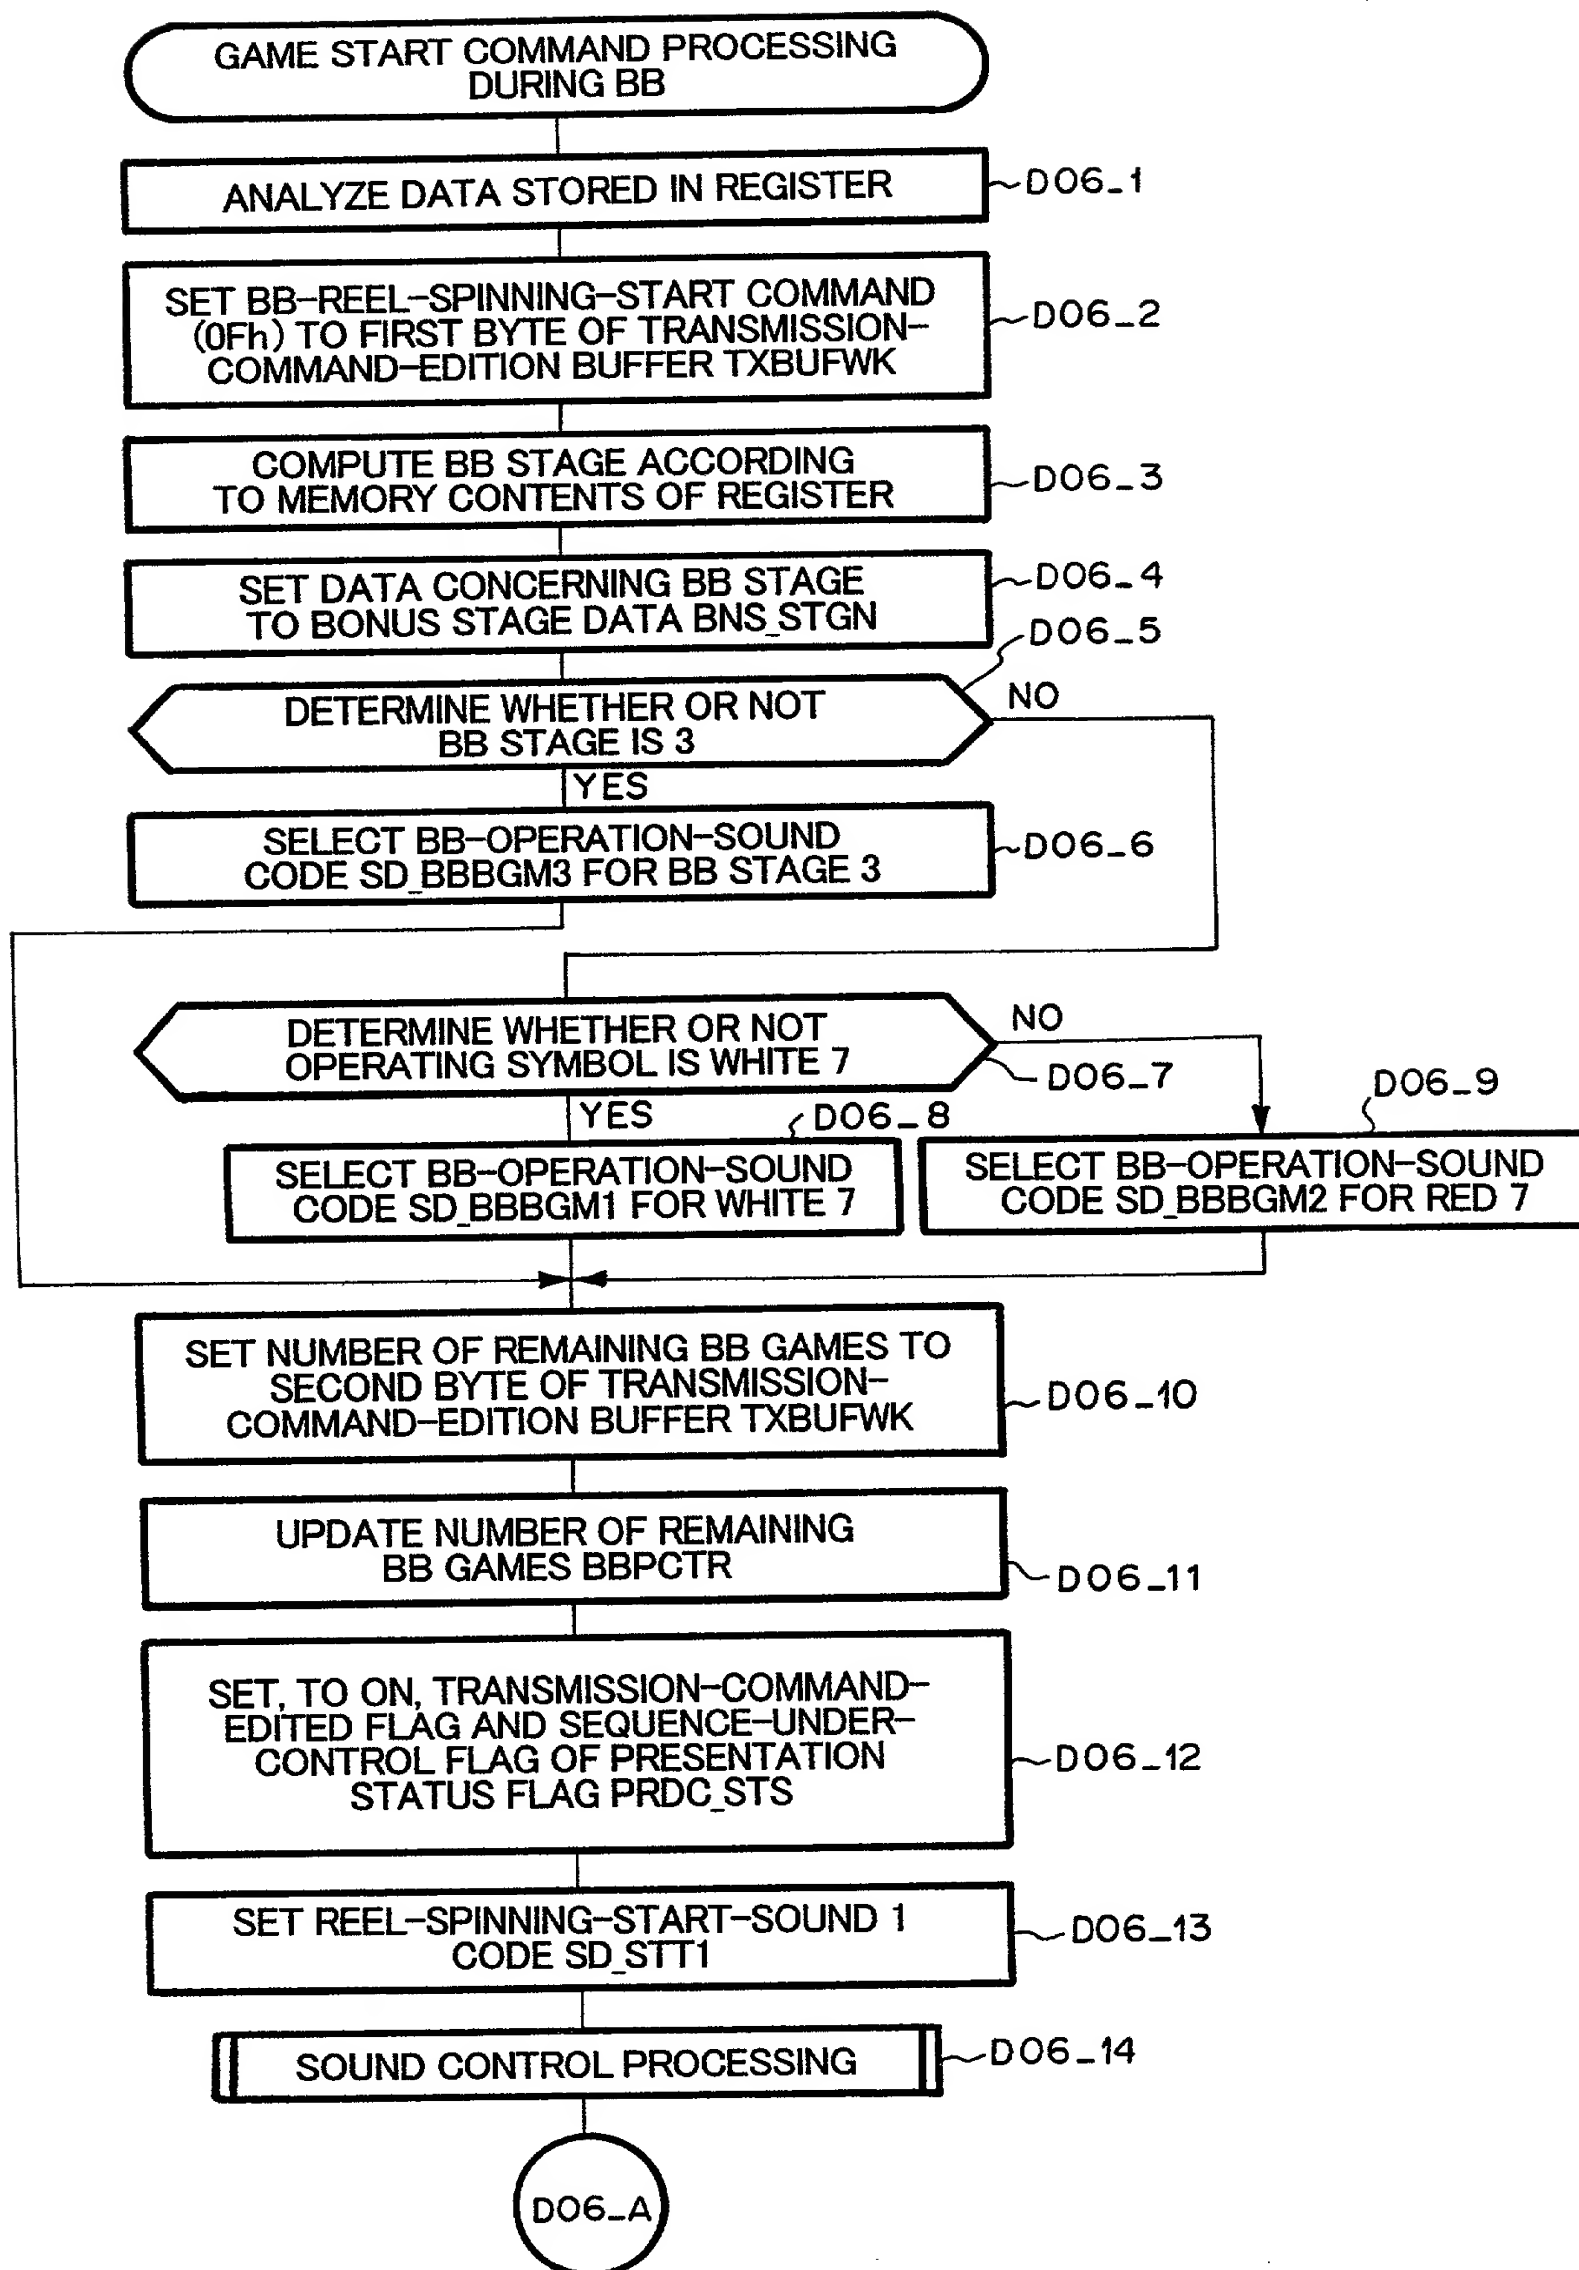 GAME START COMMAND PROCESSING
DURING BB
ANALYZE DATA STORED IN REGISTER
D06_1
SET BB-REEL-SPINNING-START COMMAND
(0Fh) TO FIRST BYTE OF TRANSMISSION-
COMMAND-EDITION BUFFER TXBUFWK
D06_2
COMPUTE BB STAGE ACCORDING
TO MEMORY CONTENTS OF REGISTER
D06_3
SET DATA CONCERNING BB STAGE
TO BONUS STAGE DATA BNS_STGN
D06_4
D06_5
DETERMINE WHETHER OR NOT
BB STAGE IS 3
NO
YES
SELECT BB-OPERATION-SOUND
CODE SD_BBBGM3 FOR BB STAGE 3
D06_6
DETERMINE WHETHER OR NOT
OPERATING SYMBOL IS WHITE 7
NO
D06_7
YES
D06_8
D06_9
SELECT BB-OPERATION-SOUND
CODE SD_BBBGM1 FOR WHITE 7
SELECT BB-OPERATION-SOUND
CODE SD_BBBGM2 FOR RED 7
SET NUMBER OF REMAINING BB GAMES TO
SECOND BYTE OF TRANSMISSION-
COMMAND-EDITION BUFFER TXBUFWK
D06_10
UPDATE NUMBER OF REMAINING
BB GAMES BBPCTR
D06_11
SET, TO ON, TRANSMISSION-COMMAND-
EDITED FLAG AND SEQUENCE-UNDER-
CONTROL FLAG OF PRESENTATION
STATUS FLAG PRDC_STS
D06_12
SET REEL-SPINNING-START-SOUND 1
CODE SD_STT1
D06_13
SOUND CONTROL PROCESSING
D06_14
D06_A